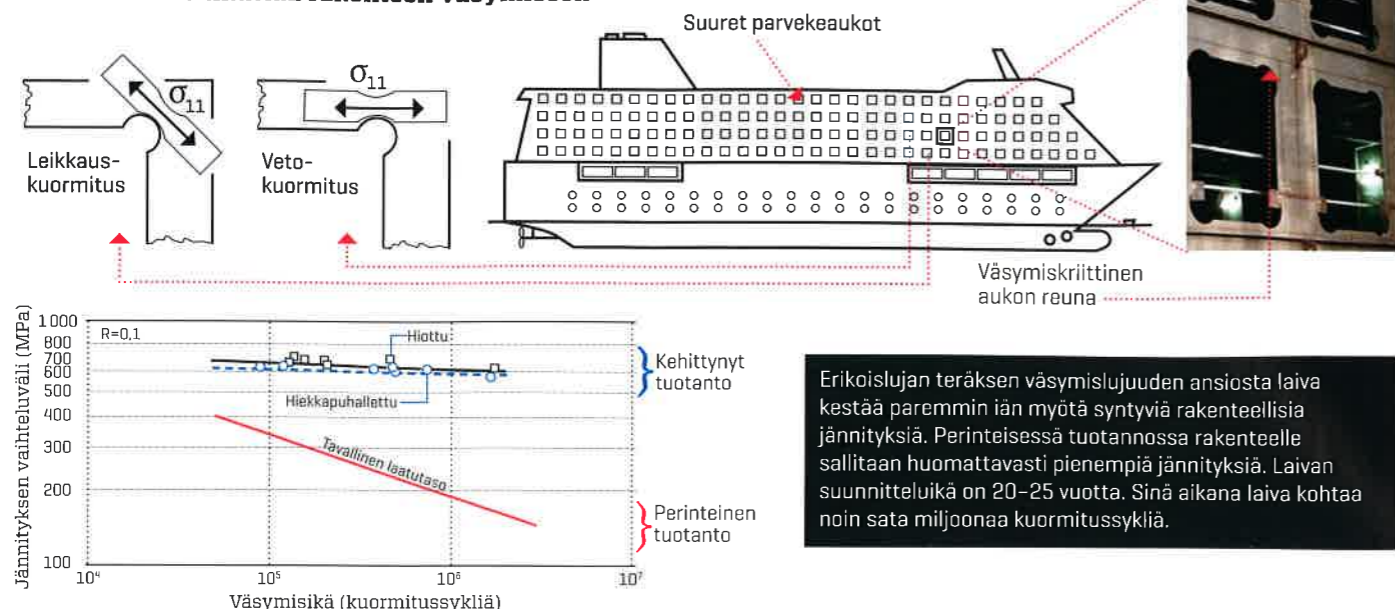 Suuret parvekeaukot
σ11
Leikkaus-
kuormitus
σ11
Veto-
kuormitus
Väsymiskriittinen
aukon reuna
Jännityksen vaihteluväli (MPa)
1 000
800
700
600
500
400
300
200
100
R=0,1
Hiottu
Hiekkapuhallettu
Tavallinen laatutaso
Kehittynyt
tuotanto
Perinteinen
tuotanto
10⁴
10⁵
10⁶
10⁷
Väsymisikä (kuormitussykliä)
Erikoislujan teräksen väsymislujuuden ansiosta laiva
kestää paremmin iän myötä syntyviä rakenteellisia
jännityksiä. Perinteisessä tuotannossa rakenteelle
sallitaan huomattavasti pienempiä jännityksiä. Laivan
suunnitteluikä on 20–25 vuotta. Sinä aikana laiva kohtaa
noin sata miljoonaa kuormitussykliä.